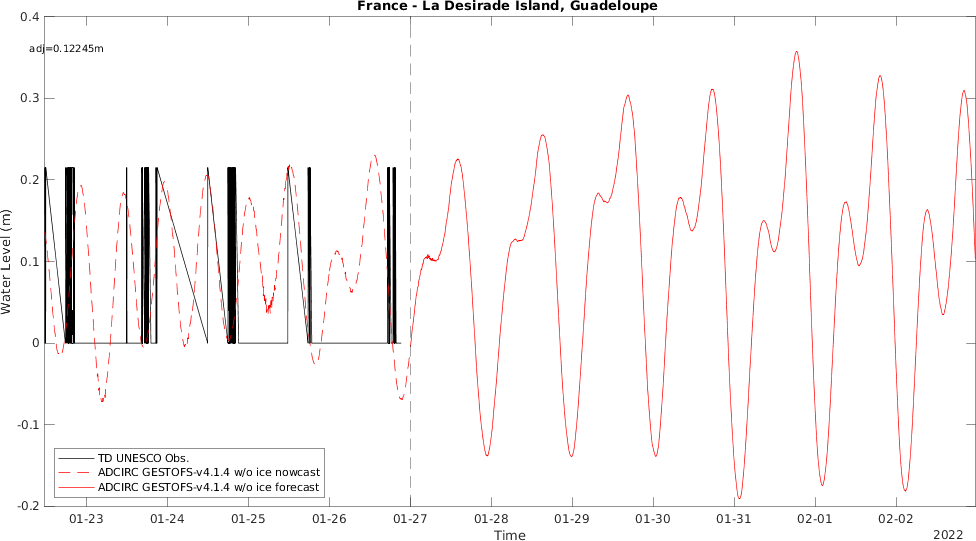 France - La Desirade Island, Guadeloupe
adj=0.12245m
0.4
0.3
0.2
0.1
0
-0.1
-0.2
Water Level (m)
TD UNESCO Obs.
ADCIRC GESTOFS-v4.1.4 w/o ice nowcast
ADCIRC GESTOFS-v4.1.4 w/o ice forecast
01-23 01-24 01-25 01-26 01-27 01-28 01-29 01-30 01-31 02-01 02-02
Time
2022